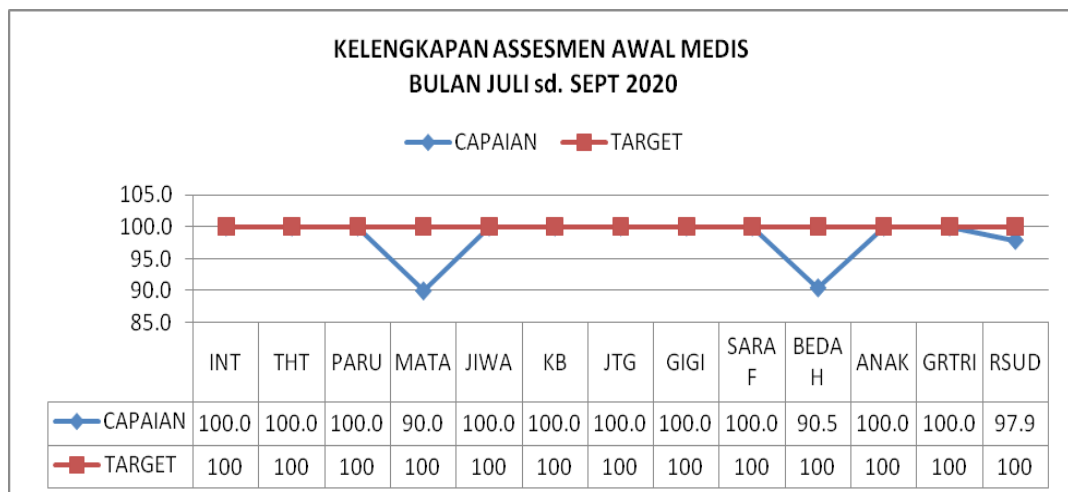 KELENGKAPAN ASSESMEN AWAL MEDIS
BULAN JULI sd. SEPT 2020
CAPAIAN TARGET
105.0
100.0
95.0
90.0
85.0
INT THT PARU MATA JIWA KB JTG GIGI SARA
F BEDA
H ANAK GRTRI RSUD
CAPAIAN 100.0 100.0 100.0 90.0 100.0 100.0 100.0 100.0 100.0 90.5 100.0 100.0 97.9
TARGET 100 100 100 100 100 100 100 100 100 100 100 100 100